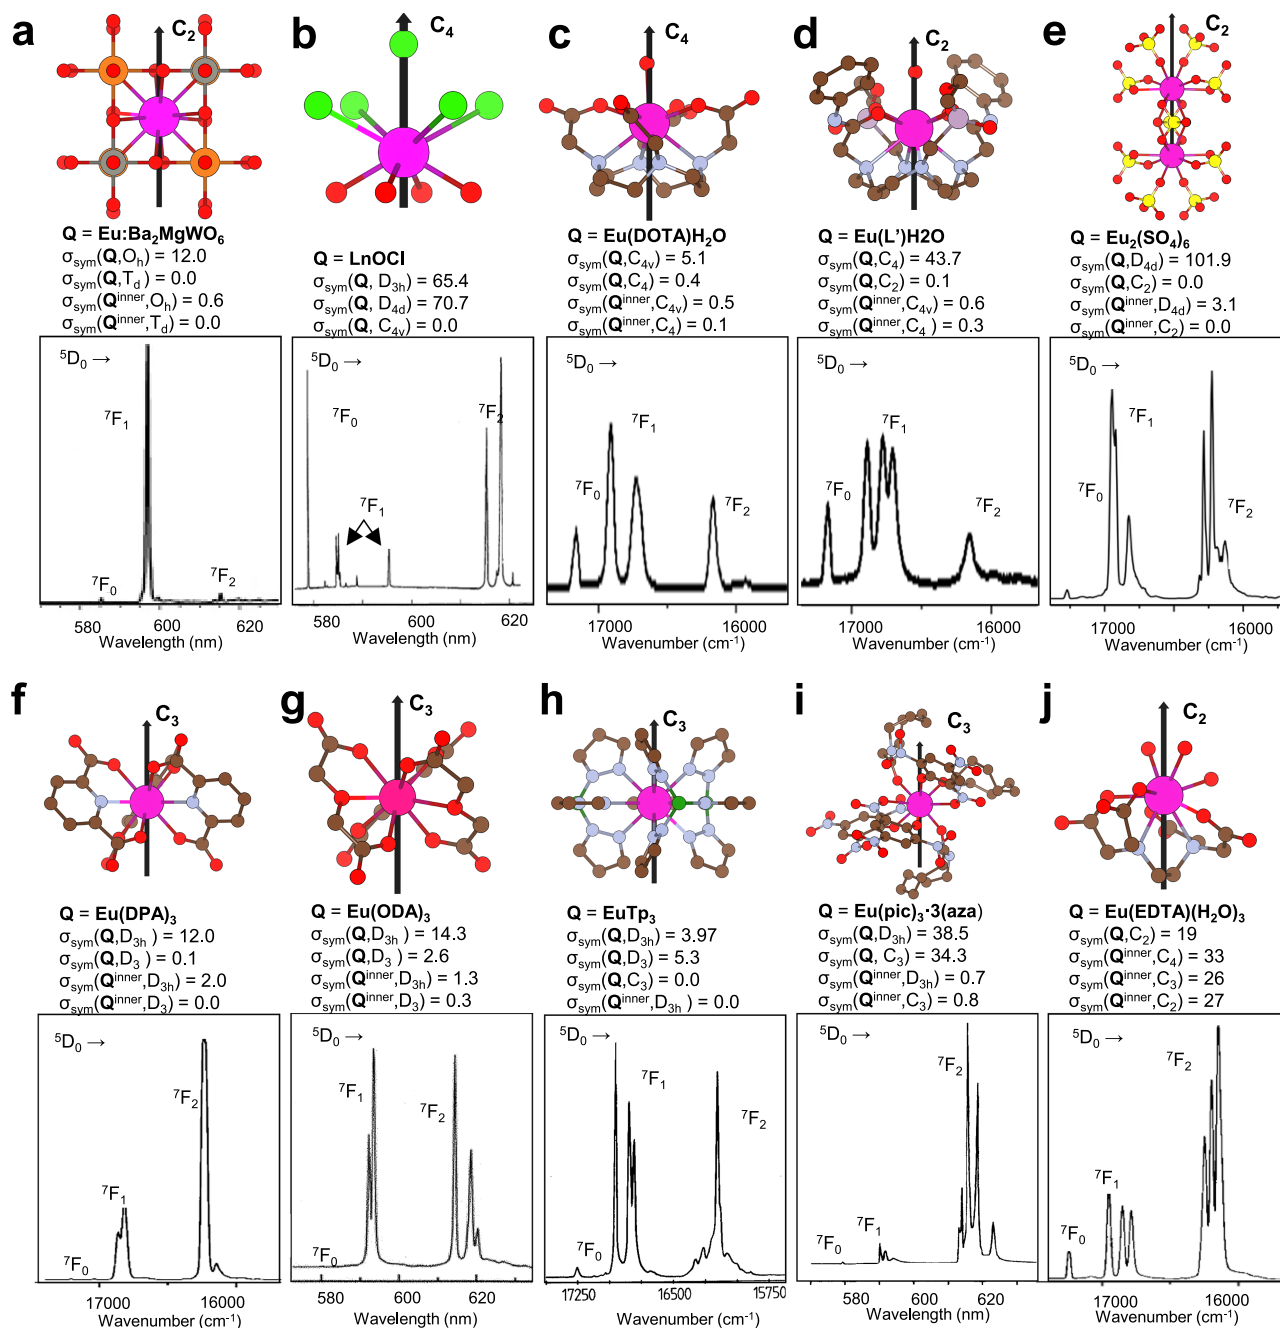 a
C2
Q = Eu:Ba2MgWO6
σsym(Q,Oh) = 12.0
σsym(Q,Td) = 0.0
σsym(Qinner,Oh) = 0.6
σsym(Qinner,Td) = 0.0
5D0 →
7F1
7F0
7F2
580 600 620
Wavelength (nm)
b
C4
Q = LnOCl
σsym(Q, D3h) = 65.4
σsym(Q, D4d) = 70.7
σsym(Q, C4v) = 0.0
5D0 →
7F0
7F2
7F1
580 600 620
Wavelength (nm)
c
C4
Q = Eu(DOTA)H2O
σsym(Q,C4v) = 5.1
σsym(Q,C4) = 0.4
σsym(Qinner,C4v) = 0.5
σsym(Qinner,C4) = 0.1
5D0 →
7F1
7F0
7F2
17000 16000
Wavenumber (cm-1)
d
C2
Q = Eu(L')H2O
σsym(Q,C4) = 43.7
σsym(Q,C2) = 0.1
σsym(Qinner,C4v) = 0.6
σsym(Qinner,C4 ) = 0.3
5D0 →
7F1
7F0
7F2
17000 16000
Wavenumber (cm-1)
e
C2
Q = Eu2(SO4)6
σsym(Q,D4d) = 101.9
σsym(Q,C2) = 0.0
σsym(Qinner,D4d) = 3.1
σsym(Qinner,C2) = 0.0
5D0 →
7F1
7F0
7F2
17000 16000
Wavenumber (cm-1)
f
C3
Q = Eu(DPA)3
σsym(Q,D3h ) = 12.0
σsym(Q,D3 ) = 0.1
σsym(Qinner,D3h) = 2.0
σsym(Qinner,D3) = 0.0
5D0 →
7F2
7F1
7F0
17000 16000
Wavenumber (cm-1)
g
C3
Q = Eu(ODA)3
σsym(Q,D3h ) = 14.3
σsym(Q,D3 ) = 2.6
σsym(Qinner,D3h) = 1.3
σsym(Qinner,D3) = 0.3
5D0 →
7F1
7F2
7F0
580 600 620
Wavelength (nm)
h
C3
Q = EuTp3
σsym(Q,D3h) = 3.97
σsym(Q,D3) = 5.3
σsym(Q,C3) = 0.0
σsym(Qinner,D3h) = 0.0
5D0 →
7F1
7F2
7F0
17250 16500 15750
Wavenumber (cm-1)
i
C3
Q = Eu(pic)3·3(aza)
σsym(Q,D3h) = 38.5
σsym(Q, C3) = 34.3
σsym(Qinner,D3h) = 0.7
σsym(Qinner,C3) = 0.8
5D0 →
7F2
7F1
7F0
580 600 620
Wavelength (nm)
j
C2
Q = Eu(EDTA)(H2O)3
σsym(Q,C2) = 19
σsym(Qinner,C4) = 33
σsym(Qinner,C3) = 26
σsym(Qinner,C2) = 27
5D0 →
7F2
7F1
7F0
17000 16000
Wavenumber (cm-1)